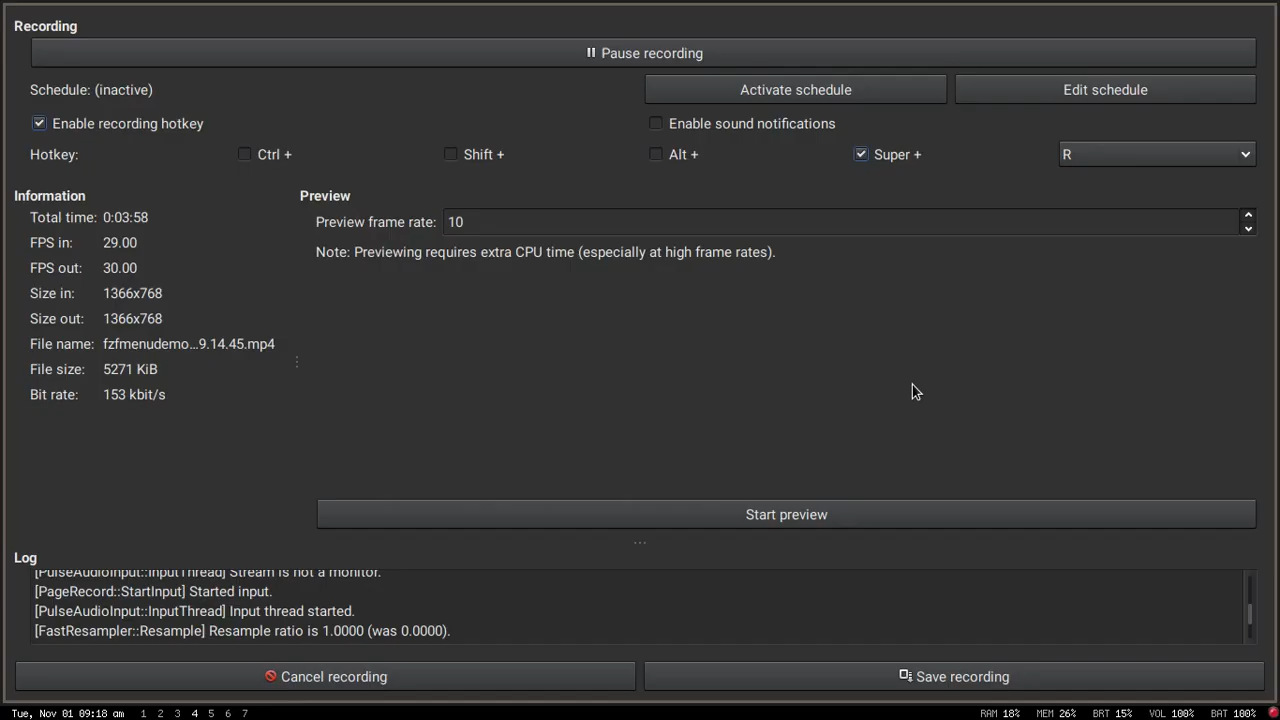 Recording
Pause recording
Schedule: (inactive)
Activate schedule
Edit schedule
Enable recording hotkey
Enable sound notifications
Hotkey:
Ctrl +
Shift +
Alt +
Super +
R
Information
Total time: 0:03:58
FPS in: 29.00
FPS out: 30.00
Size in: 1366x768
Size out: 1366x768
File name: fzfmenudemo...9.14.45.mp4
File size: 5271 KiB
Bit rate: 153 kbit/s
Preview
Preview frame rate: 10
Note: Previewing requires extra CPU time (especially at high frame rates).
Start preview
Log
[PulseAudioInput::InputThread] Stream is not a monitor.
[PageRecord::StartInput] Started input.
[PulseAudioInput::InputThread] Input thread started.
[FastResampler::Resample] Resample ratio is 1.0000 (was 0.0000).
Cancel recording
Save recording
Tue, Nov 01 09:18 am 1 2 3 4 5 6 7 RAM 18% MEM 26% BRT 15% VOL 100% BAT 100%